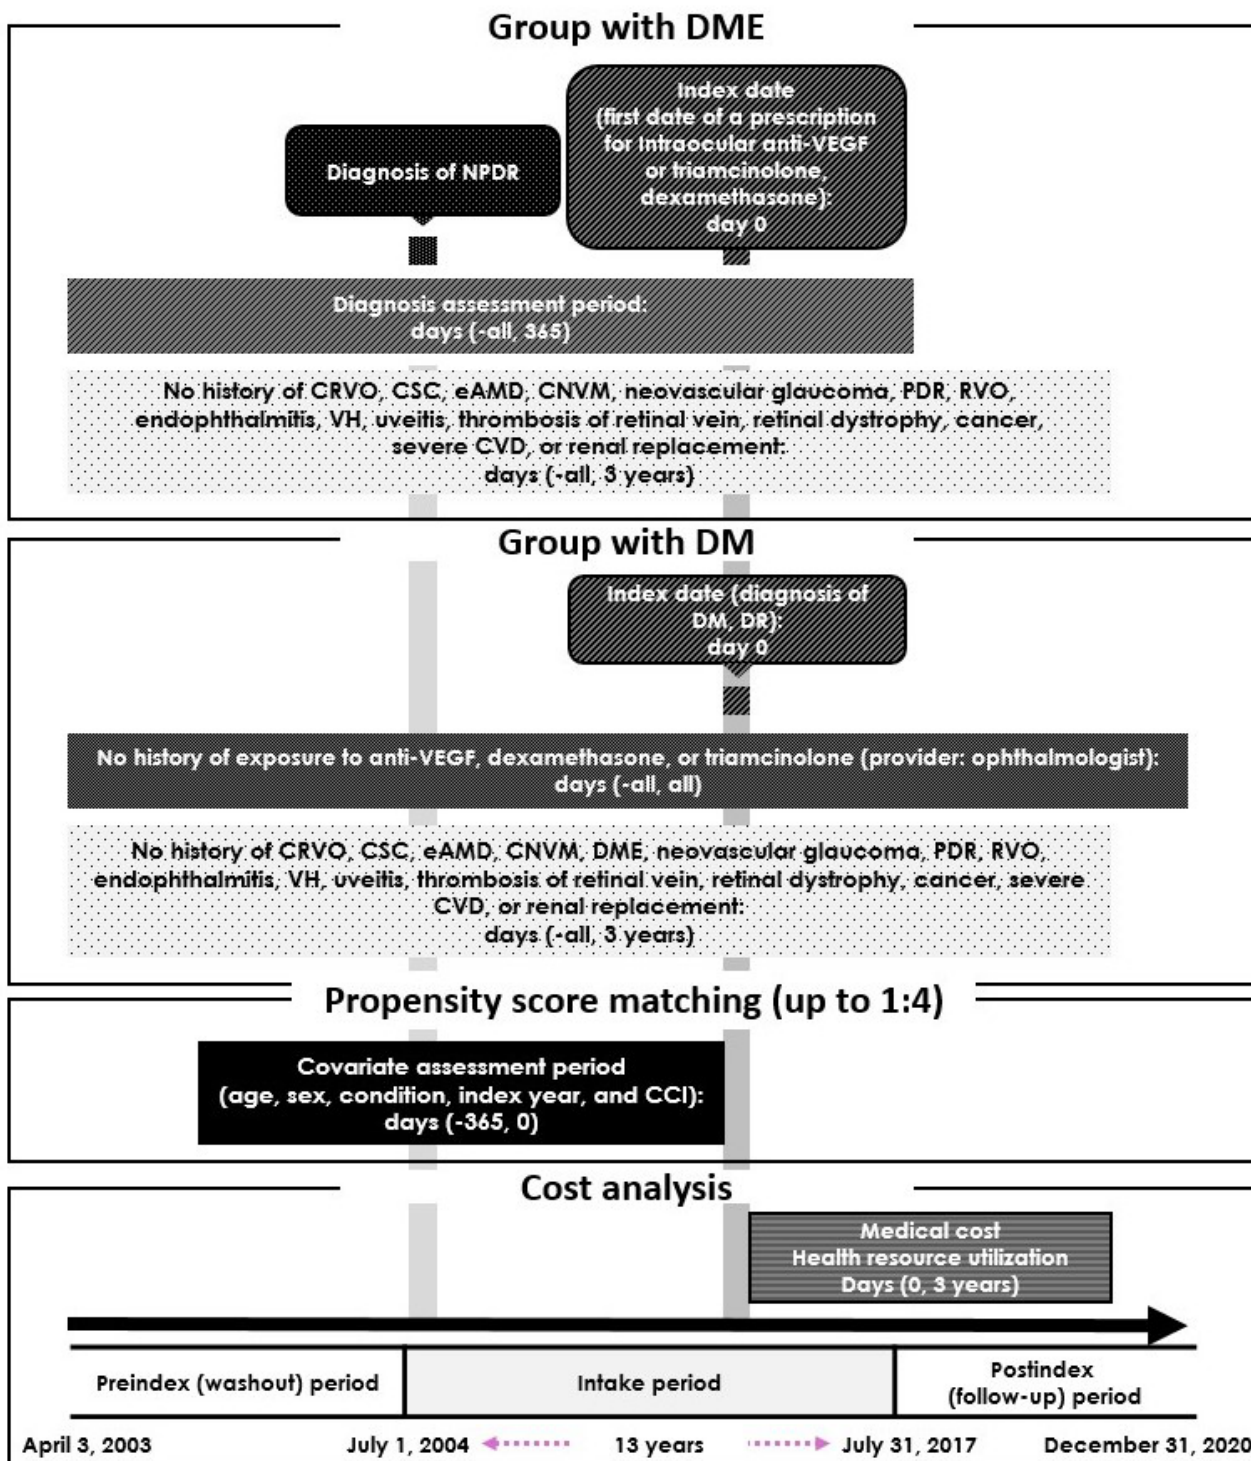 Group with DME
Index date
(first date of a prescription
for Intraocular anti-VEGF
or triamcinolone,
dexamethasone):
day 0
Diagnosis of NPDR
Diagnosis assessment period:
days (-all, 365)
No history of CRVO, CSC, eAMD, CNVM, neovascular glaucoma, PDR, RVO,
endophthalmitis, VH, uveitis, thrombosis of retinal vein, retinal dystrophy, cancer,
severe CVD, or renal replacement:
days (-all, 3 years)
Group with DM
Index date (diagnosis of
DM, DR):
day 0
No history of exposure to anti-VEGF, dexamethasone, or triamcinolone (provider: ophthalmologist):
days (-all, all)
No history of CRVO, CSC, eAMD, CNVM, DME, neovascular glaucoma, PDR, RVO,
endophthalmitis, VH, uveitis, thrombosis of retinal vein, retinal dystrophy, cancer, severe
CVD, or renal replacement:
days (-all, 3 years)
Propensity score matching (up to 1:4)
Covariate assessment period
(age, sex, condition, index year, and CCI):
days (-365, 0)
Cost analysis
Medical cost
Health resource utilization
Days (0, 3 years)
Preindex (washout) period
Intake period
Postindex
(follow-up) period
April 3, 2003
July 1, 2004
13 years
July 31, 2017
December 31, 2020